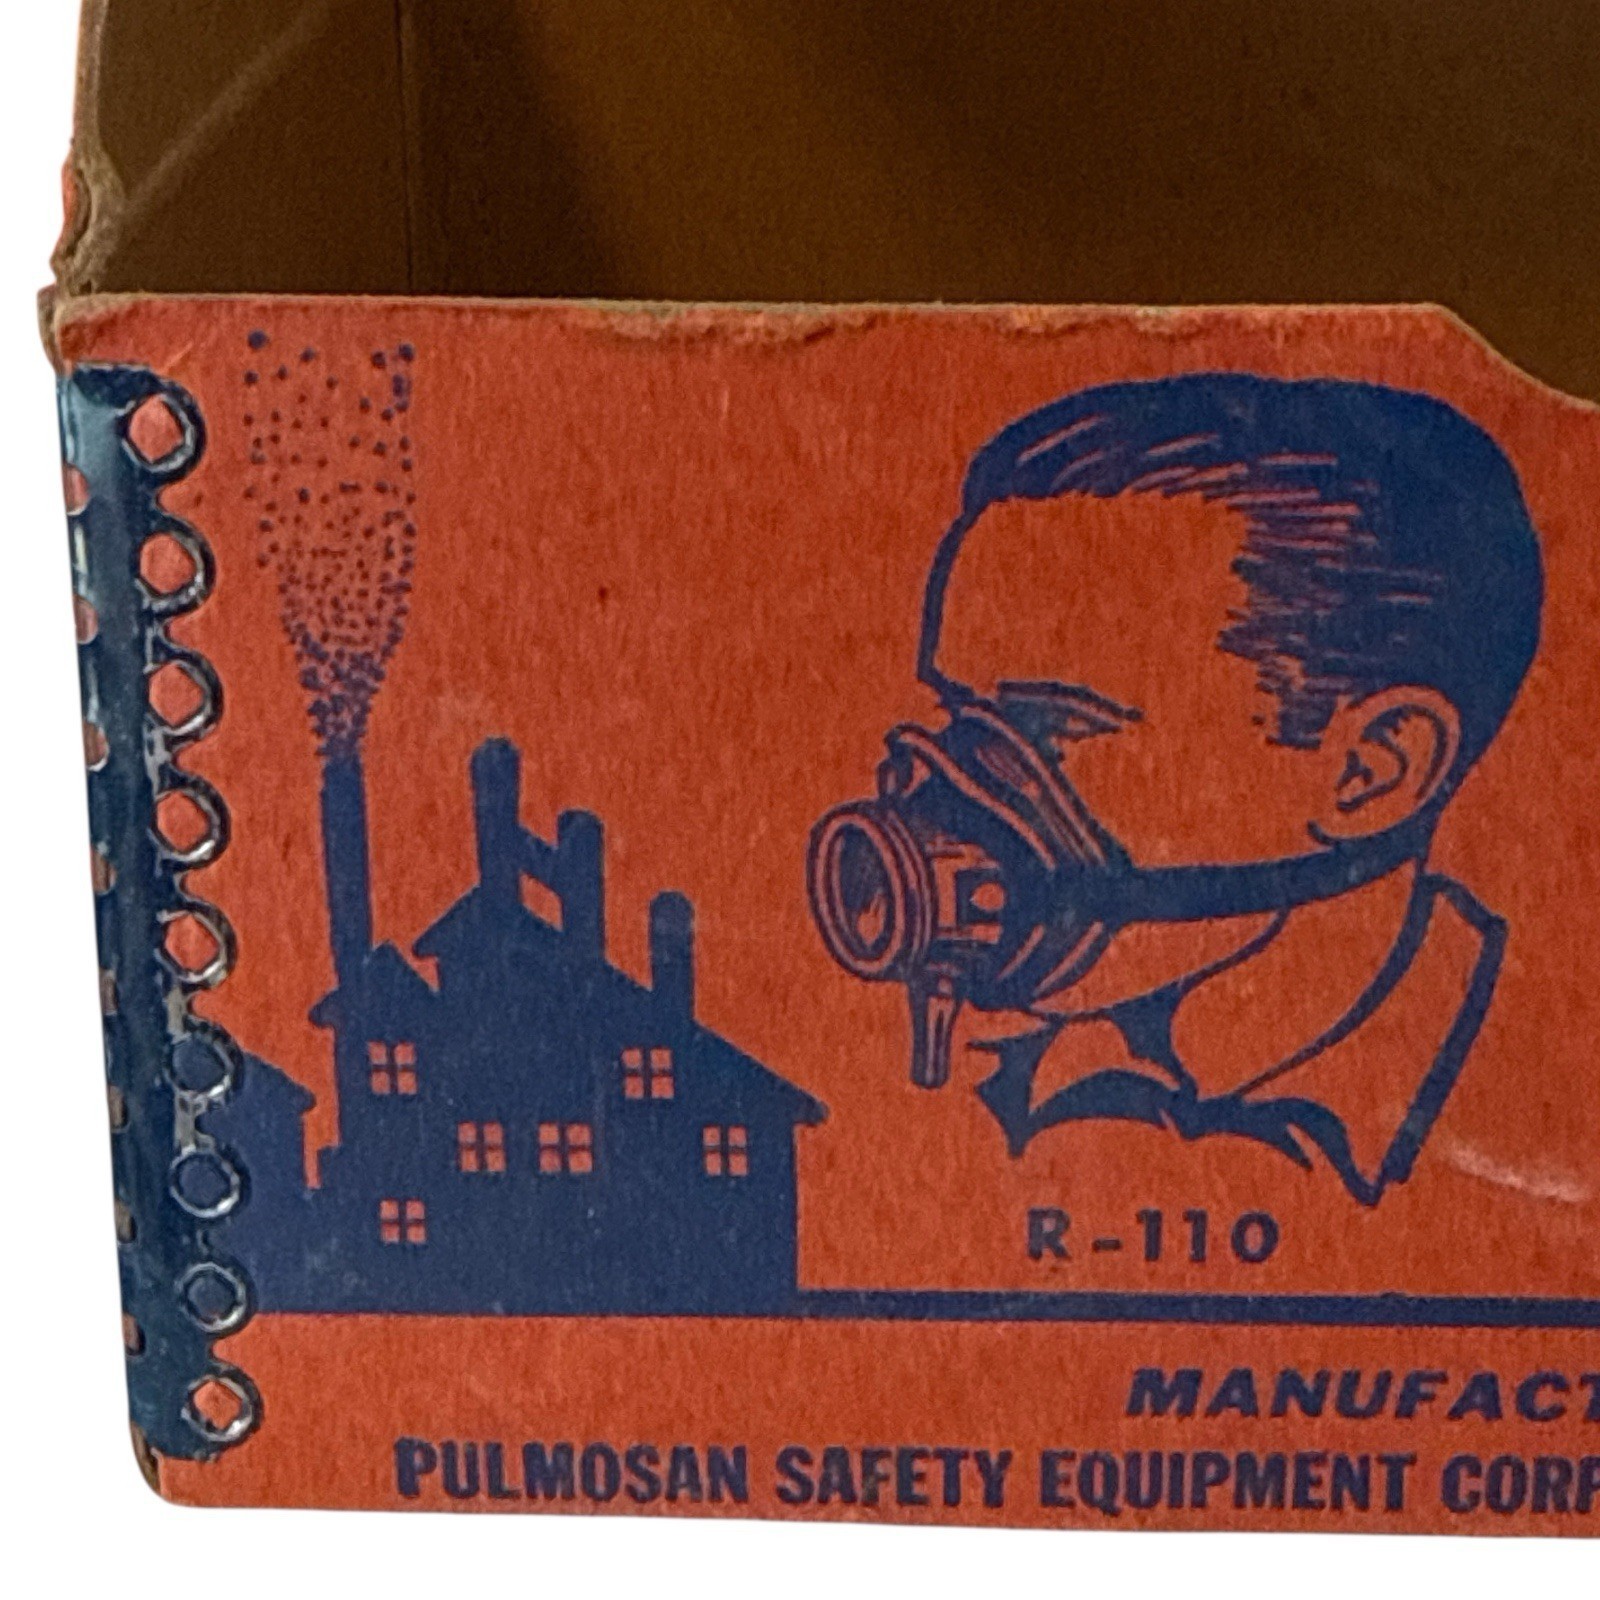 R-110
MANUFACT
PULMOSAN SAFETY EQUIPMENT CORP